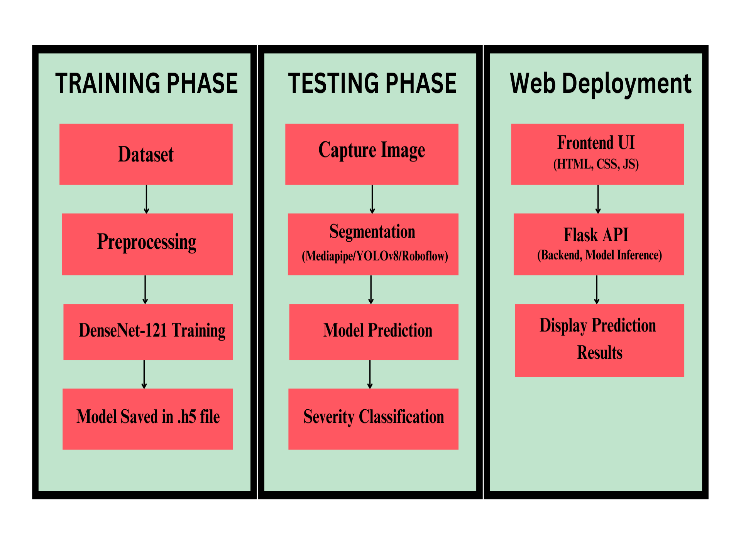 TRAINING PHASE
Dataset
Preprocessing
DenseNet-121 Training
Model Saved in .h5 file
TESTING PHASE
Capture Image
Segmentation
(Mediapipe/YOLOv8/Roboflow)
Model Prediction
Severity Classification
Web Deployment
Frontend UI
(HTML, CSS, JS)
Flask API
(Backend, Model Inference)
Display Prediction
Results